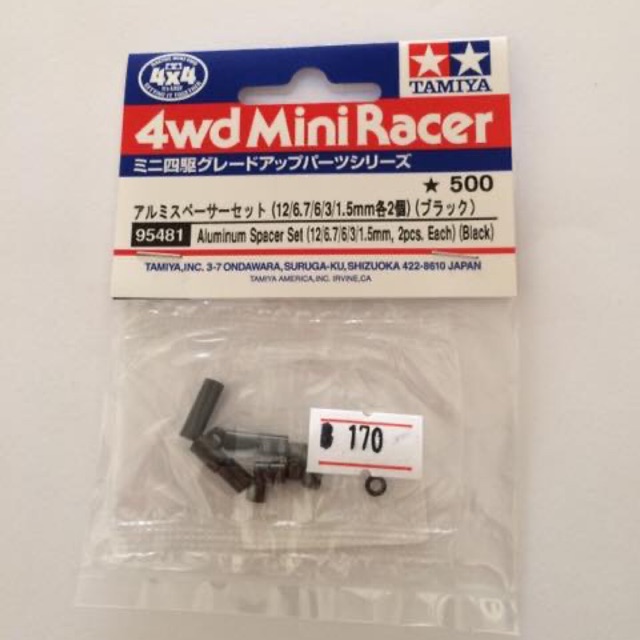 4x4
TAMIYA
4wd Mini Racer
ミニ四駆グレードアップパーツシリーズ
★ 500
アルミスペーサーセット (12/6.7/6/3/1.5mm各2個) (ブラック)
95481 Aluminum Spacer Set (12/6.7/6/3/1.5mm, 2pcs. Each) (Black)
TAMIYA,INC. 3-7 ONDAWARA,SURUGA-KU,SHIZUOKA 422-8610 JAPAN
TAMIYA AMERICA,INC. IRVINE,CA
฿ 170